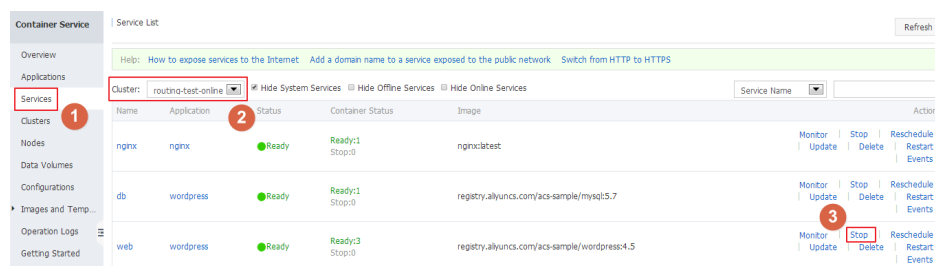 Container Service
Overview
Applications
Services
1
Clusters
Nodes
Data Volumes
Configurations
Images and Temp...
Operation Logs
Getting Started
Service List
Refresh
Help: How to expose services to the Internet Add a domain name to a service exposed to the public network Switch from HTTP to HTTPS
Cluster: routing-test-online Hide System Services Hide Offline Services Hide Online Services Service Name
2
Name Application Status Container Status Image Action
nginx nginx Ready Ready:1 Stop:0 nginx:latest Monitor Stop Reschedule
Update Delete Restart
Events
db wordpress Ready Ready:1 Stop:0 registry.aliyuncs.com/acs-sample/mysql:5.7 Monitor Stop Reschedule
Update Delete Restart
Events
3
web wordpress Ready Ready:3 Stop:0 registry.aliyuncs.com/acs-sample/wordpress:4.5 Monitor Stop Reschedule
Update Delete Restart
Events